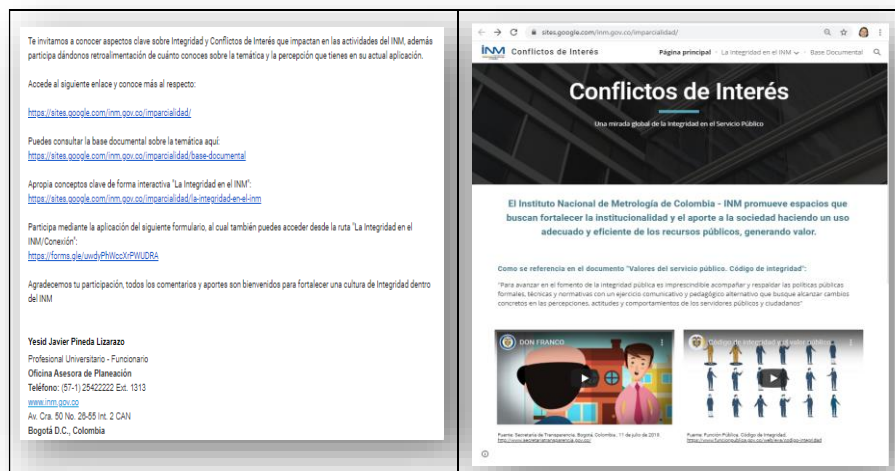 Te invitamos a conocer aspectos clave sobre Integridad y Conflictos de Interés que impactan en las actividades del INM, además
participa dándonos retroalimentación de cuánto conoces sobre la temática y la percepción que tienes en su actual aplicación.
Accede al siguiente enlace y conoce más al respecto:
https://sites.google.com/inm.gov.co/imparcialidad/
Puedes consultar la base documental sobre la temática aquí:
https://sites.google.com/inm.gov.co/imparcialidad/base-documental
Apropia conceptos clave de forma interactiva "La Integridad en el INM":
https://sites.google.com/inm.gov.co/imparcialidad/la-integridad-en-el-inm
Participa mediante la aplicación del siguiente formulario, al cual también puedes acceder desde la ruta "La Integridad en el
INM/Conexión":
https://forms.gle/uwdyPhWccXrPWUDRA
Agradecemos tu participación, todos los comentarios y aportes son bienvenidos para fortalecer una cultura de Integridad dentro
del INM
Yesid Javier Pineda Lizarazo
Profesional Universitario - Funcionario
Oficina Asesora de Planeación
Teléfono: (57-1) 25422222 Ext. 1313
www.inm.gov.co
Av. Cra. 50 No. 26-55 Int. 2 CAN
Bogotá D.C., Colombia
sites.google.com/inm.gov.co/imparcialidad/
INM Conflictos de Interés Página principal La Integridad en el INM Base Documental
Conflictos de Interés
Una mirada global de la Integridad en el Servicio Público
El Instituto Nacional de Metrología de Colombia - INM promueve espacios que
buscan fortalecer la institucionalidad y el aporte a la sociedad haciendo un uso
adecuado y eficiente de los recursos públicos, generando valor.
Como se referencia en el documento "Valores del servicio público. Código de integridad":
"Para avanzar en el fomento de la integridad pública es imprescindible acompañar y respaldar las políticas públicas
formales, técnicas y normativas con un ejercicio comunicativo y pedagógico alternativo que busque alcanzar cambios
concretos en las percepciones, actitudes y comportamientos de los servidores públicos y ciudadanos"
DON FRANCO
Código de Integridad y el valor público
Fuente: Secretaría de Transparencia. Bogotá, Colombia. 11 de julio de 2019.
http://www.secretariatransparencia.gov.co/
Fuente: Función Pública. Código de Integridad.
https://www.funcionpublica.gov.co/web/eva/codigo-integridad